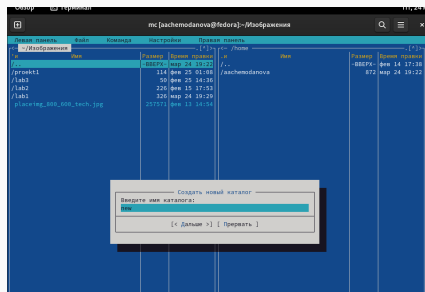 Обзор Терминал Пт, 24
mc [aachemodanova@fedora]:~/Изображения
Левая панель Файл Команда Настройки Правая панель
~/Изображения .[^]> <— /home .[^]>
.и Имя Размер Время правки .и Имя Размер Время правки
/.. -ВВЕРХ- мар 24 19:22 /.. -ВВЕРХ- фев 14 17:38
/proekt1 114 фев 25 01:08 /aachemodanova 872 мар 24 19:22
/lab3 50 фев 25 14:36
/lab2 226 фев 15 17:53
/lab1 326 мар 24 19:29
placeimg_800_600_tech.jpg 257571 фев 13 14:54
Создать новый каталог
Введите имя каталога:
new
[< Дальше >] [ Прервать ]